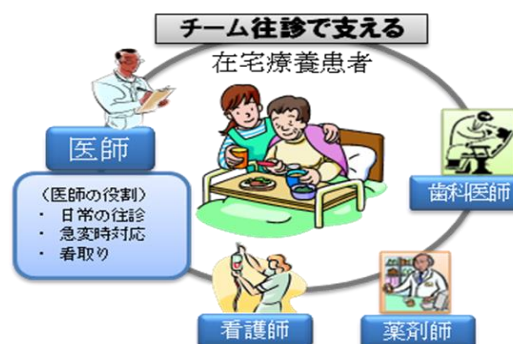 チーム往診で支える
在宅療養患者
医師
（医師の役割）
・ 日常の往診
・ 急変時対応
・ 看取り
歯科医師
看護師
薬剤師